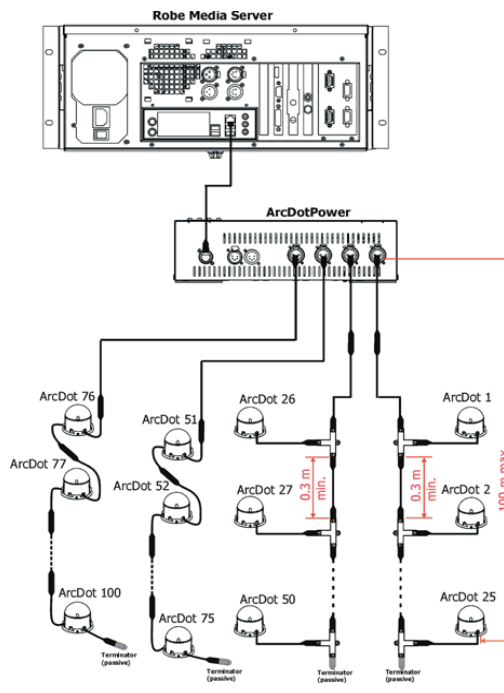 Robe Media Server
ArcDotPower
ArcDot 76
ArcDot 77
ArcDot 100
Terminator
(passive)
ArcDot 51
ArcDot 52
ArcDot 75
Terminator
(passive)
ArcDot 26
ArcDot 27
ArcDot 50
0.3 m
min.
Terminator
(passive)
ArcDot 1
ArcDot 2
ArcDot 25
0.3 m
min.
Terminator
(passive)
100 m max